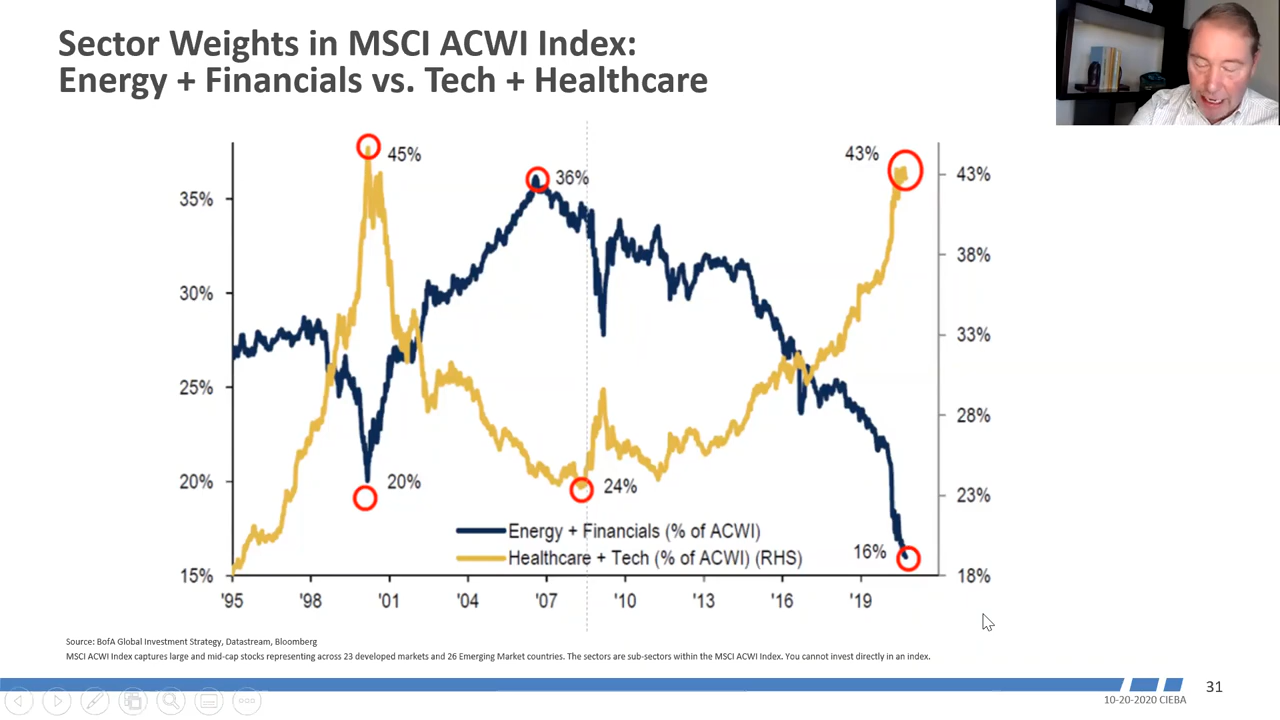 Sector Weights in MSCI ACWI Index:
Energy + Financials vs. Tech + Healthcare
45%
36%
43%
35%
30%
25%
20%
15%
43%
38%
33%
28%
23%
18%
20%
24%
16%
Energy + Financials (% of ACWI)
Healthcare + Tech (% of ACWI) (RHS)
'95 '98 '01 '04 '07 '10 '13 '16 '19
Source: BofA Global Investment Strategy, Datastream, Bloomberg
MSCI ACWI Index captures large and mid-cap stocks representing across 23 developed markets and 26 Emerging Market countries. The sectors are sub-sectors within the MSCI ACWI Index. You cannot invest directly in an index.
31
10-20-2020 CIEBA